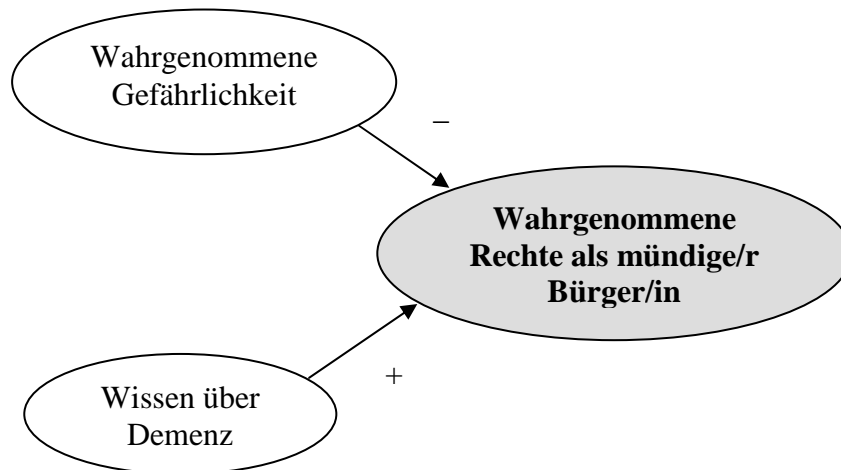 Wahrgenommene
Gefährlichkeit
–
Wahrgenommene
Rechte als mündige/r
Bürger/in
+
Wissen über
Demenz